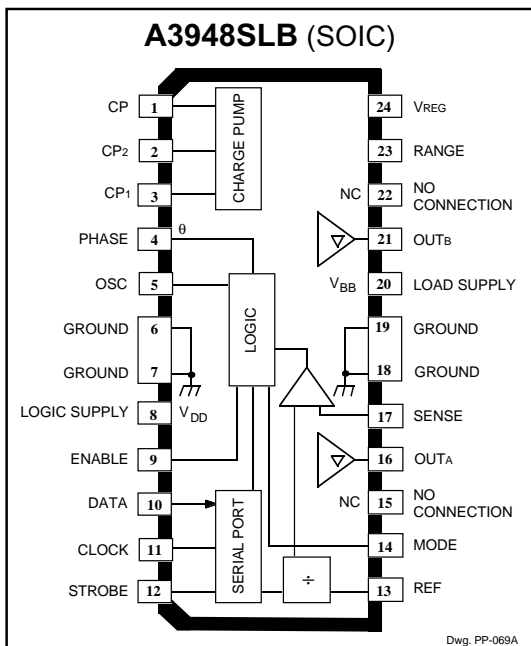 A3948SLB (SOIC)
CP
1
CP2
2
CP1
3
PHASE
4
θ
OSC
5
GROUND
6
GROUND
7
LOGIC SUPPLY
8
VDD
ENABLE
9
DATA
10
CLOCK
11
STROBE
12
CHARGE PUMP
LOGIC
SERIAL PORT
÷
24
VREG
23
RANGE
NC
22
NO
CONNECTION
21
OUTB
VBB
20
LOAD SUPPLY
19
GROUND
18
GROUND
17
SENSE
16
OUTA
NC
15
NO
CONNECTION
14
MODE
13
REF
Dwg. PP-069A